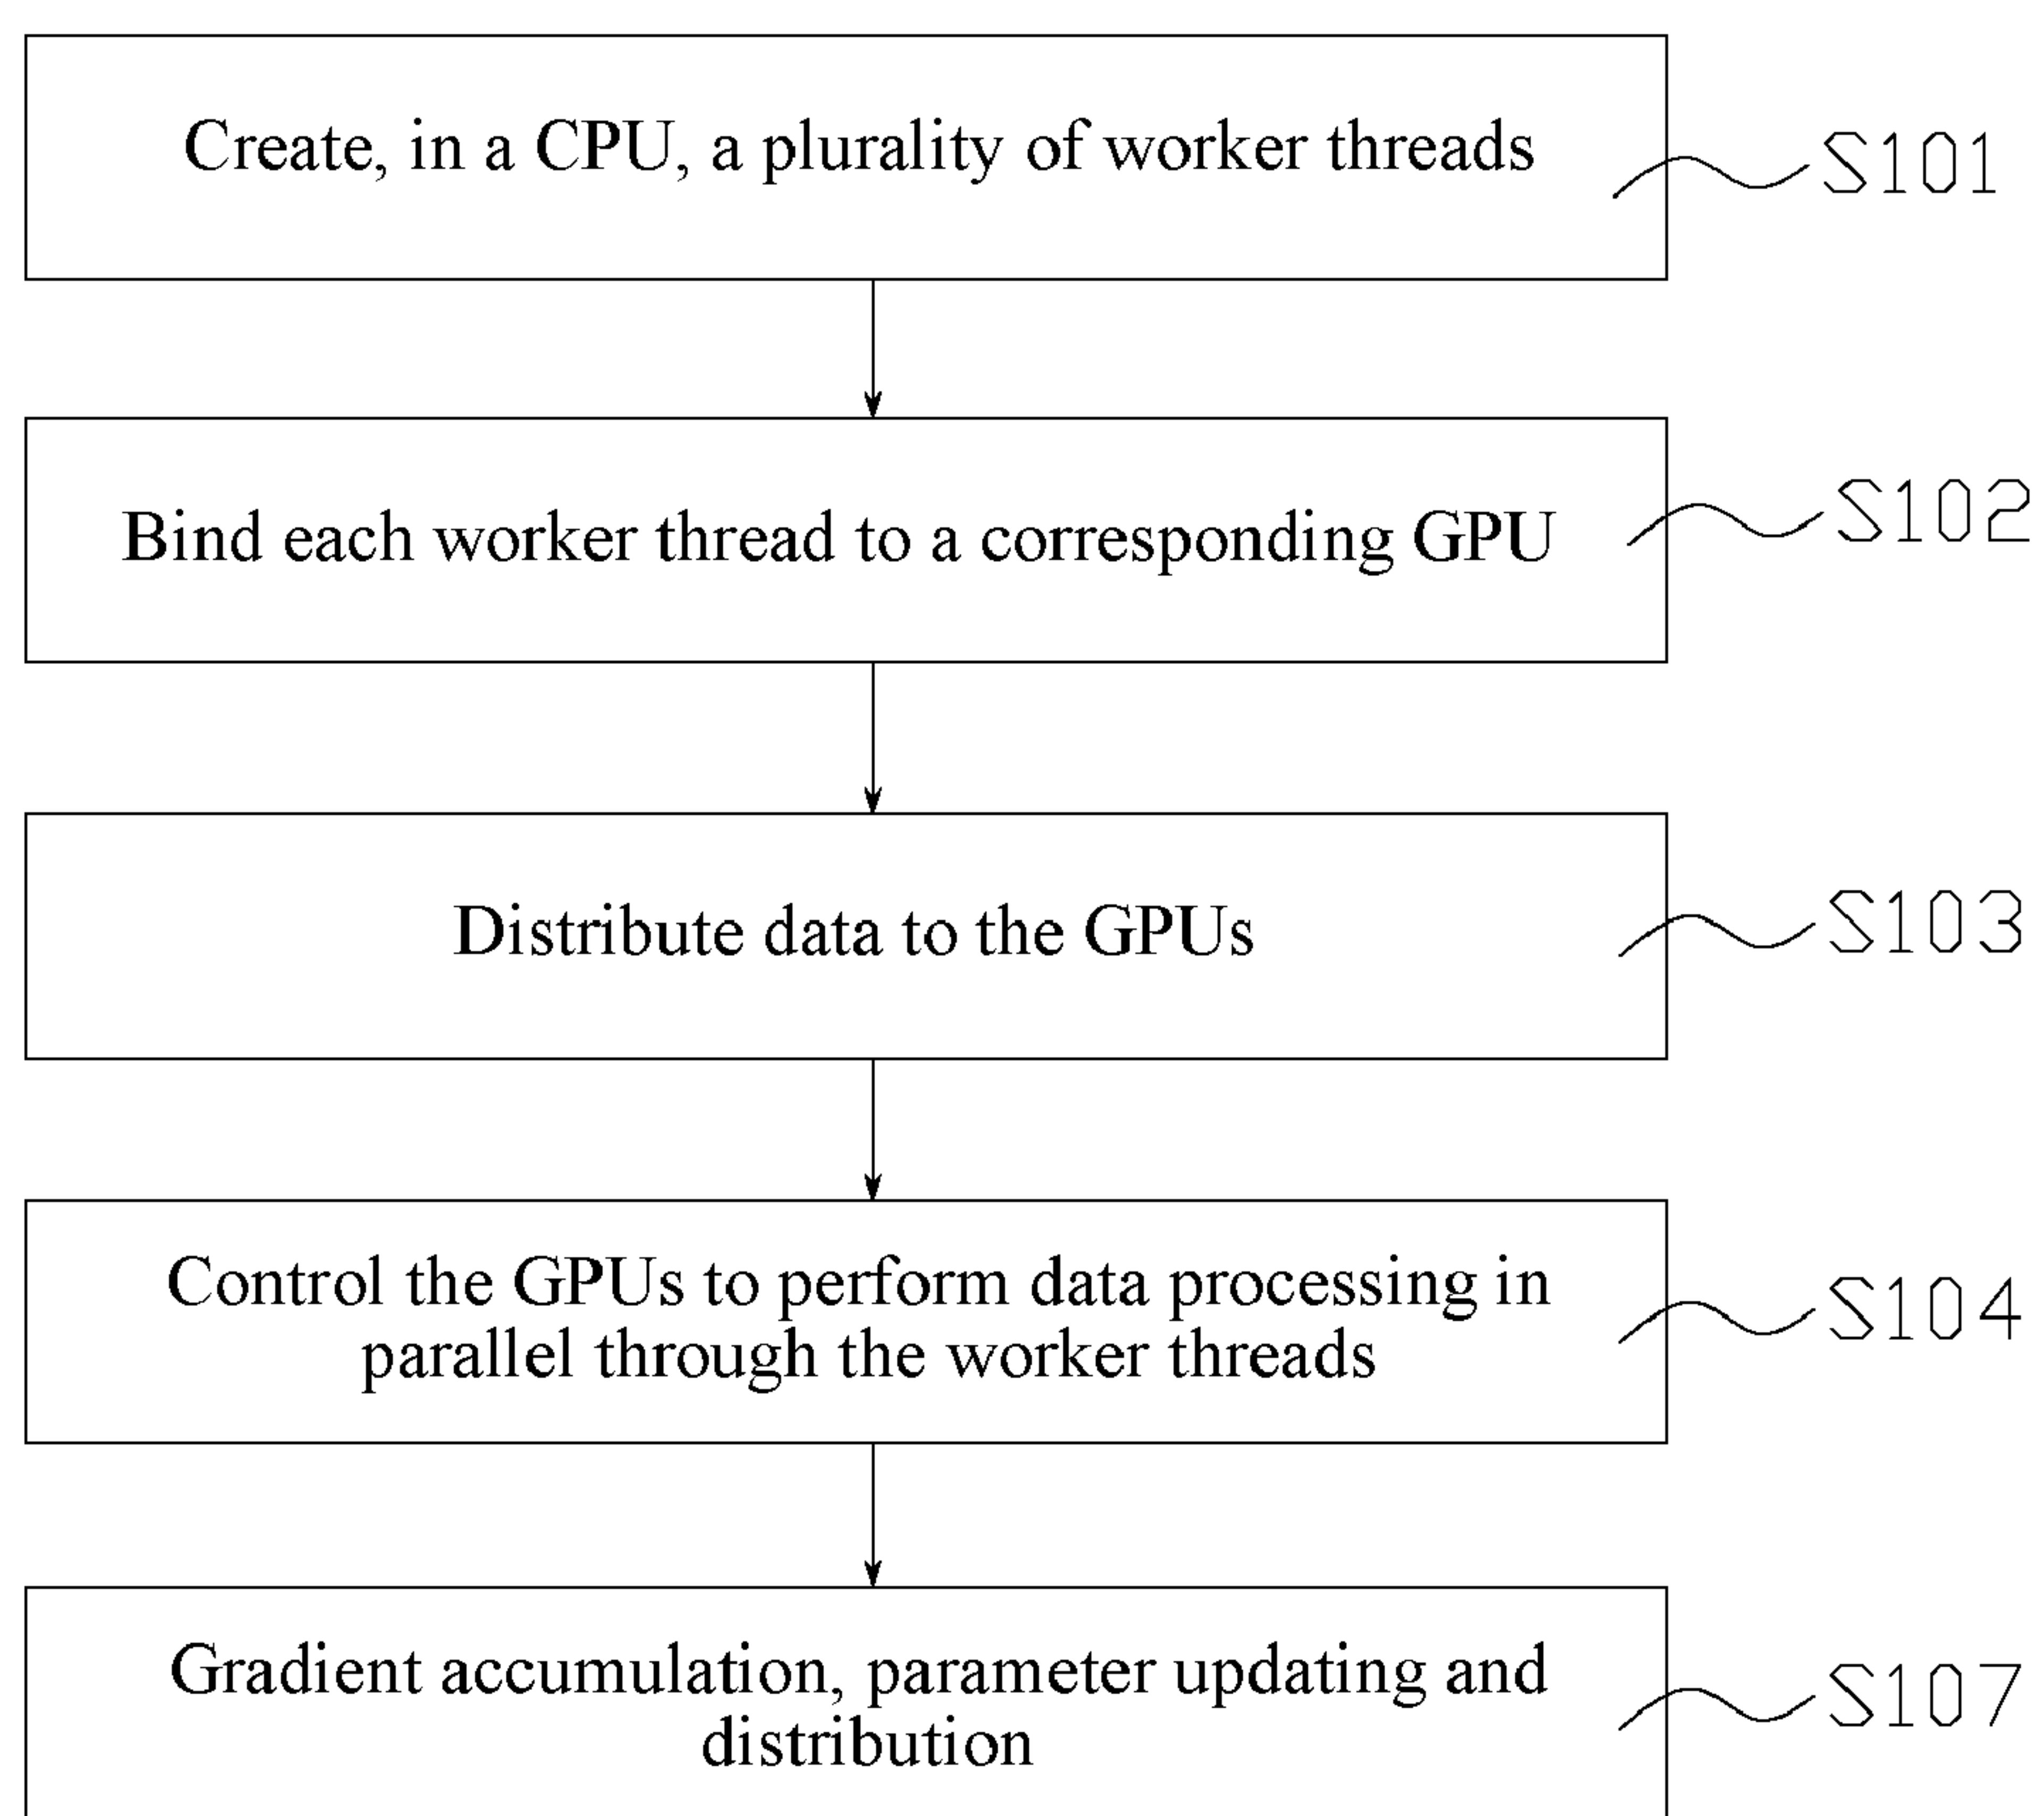 Create, in a CPU, a plurality of worker threads
S101
Bind each worker thread to a corresponding GPU
S102
Distribute data to the GPUs
S103
Control the GPUs to perform data processing in
parallel through the worker threads
S104
Gradient accumulation, parameter updating and
distribution
S107